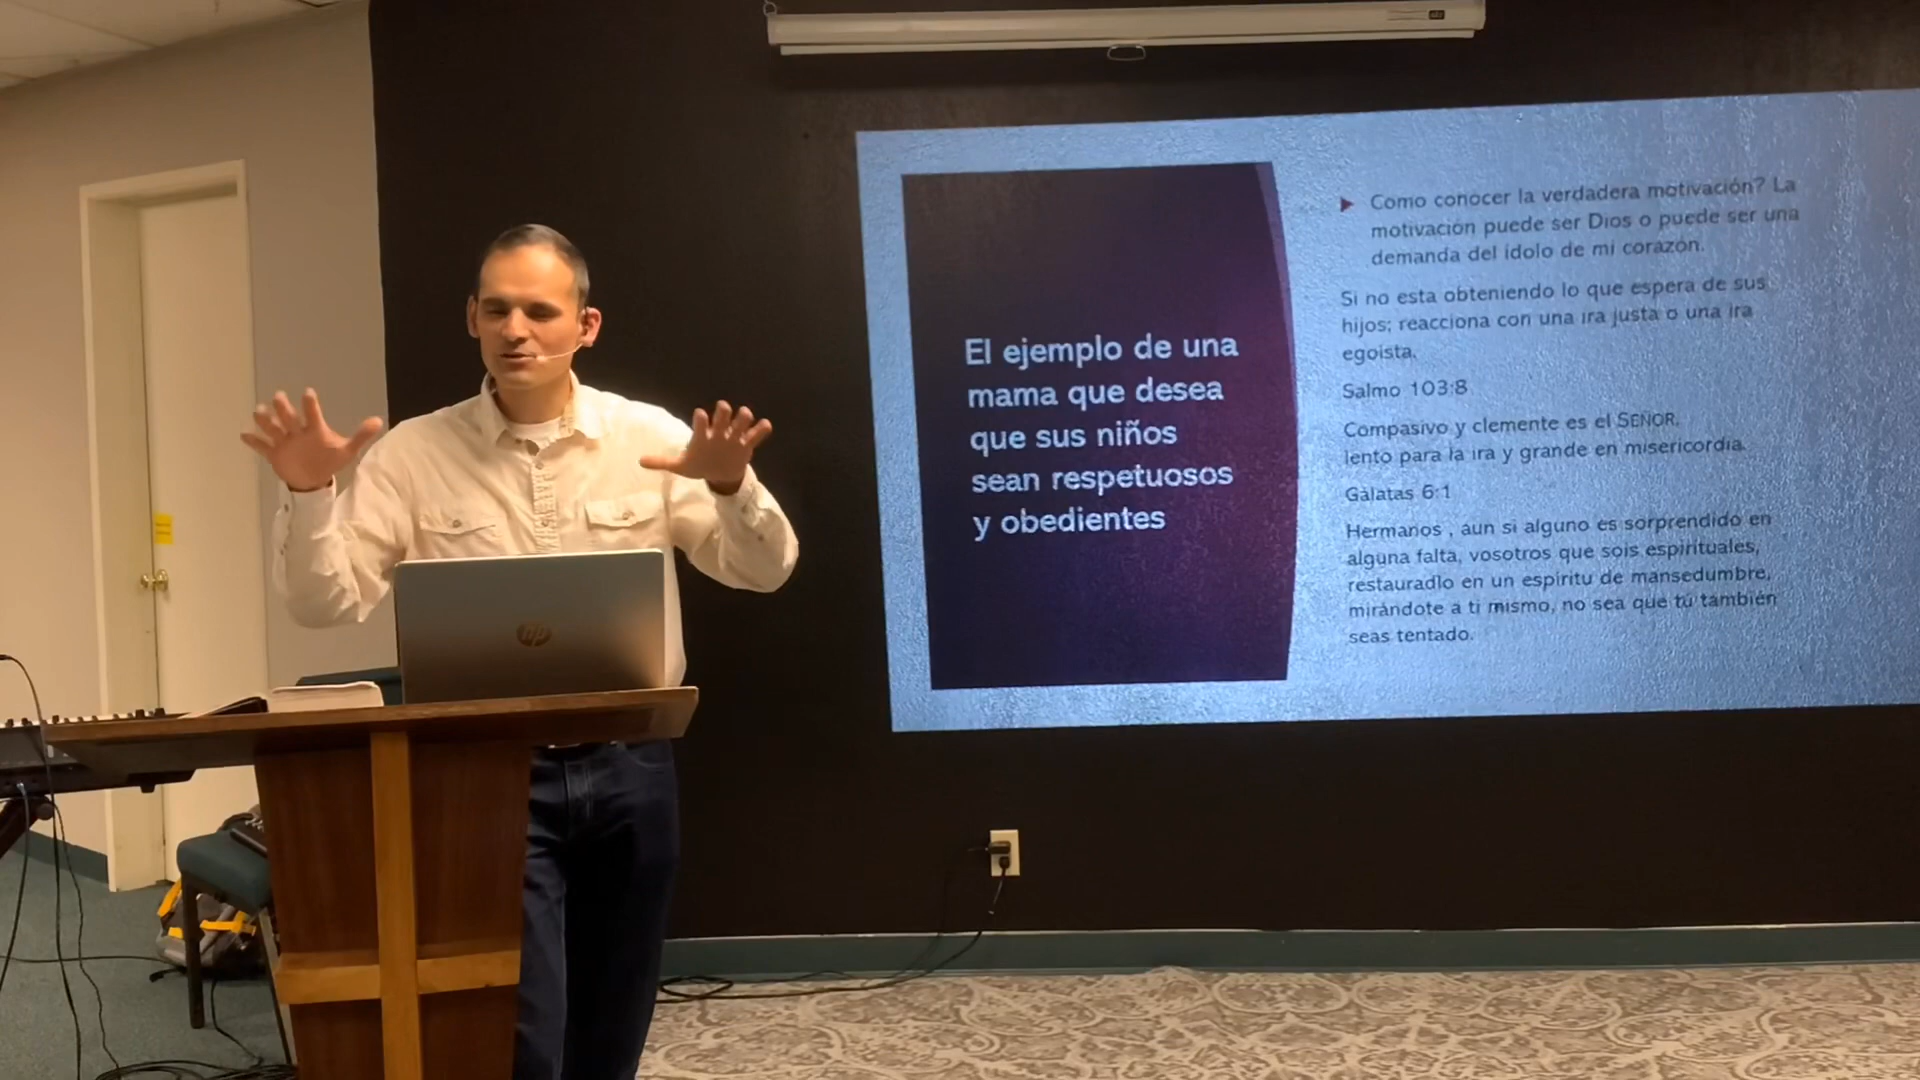 El ejemplo de una
mama que desea
que sus niños
sean respetuosos
y obedientes
Como conocer la verdadera motivación? La
motivación puede ser Dios o puede ser una
demanda del ídolo de mi corazón.
Si no esta obteniendo lo que espera de sus
hijos; reacciona con una ira justa o una ira
egoísta.
Salmo 103:8
Compasivo y clemente es el SEÑOR,
lento para la ira y grande en misericordia.
Gálatas 6:1
Hermanos , aun si alguno es sorprendido en
alguna falta, vosotros que sois espirituales,
restauradlo en un espíritu de mansedumbre,
mirándote a ti mismo, no sea que tú también
seas tentado.
hp